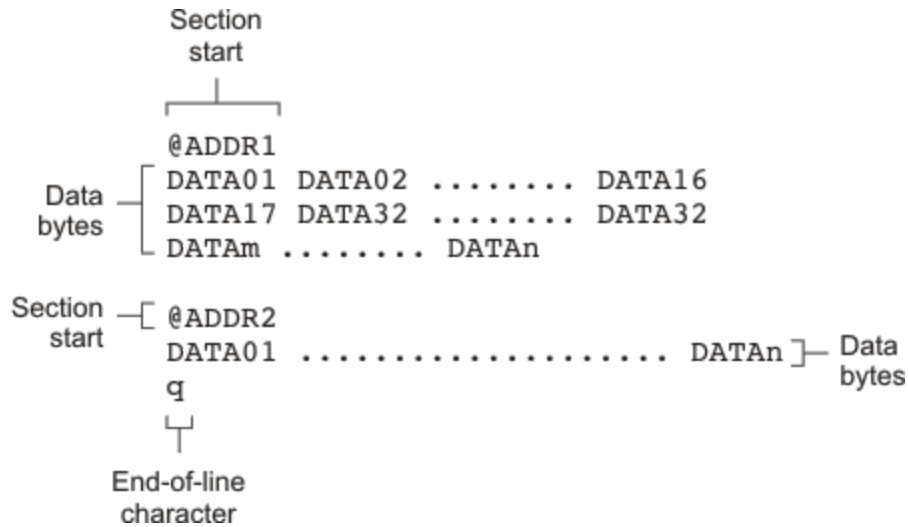 Section
start
@ADDR1
Data
bytes
DATA01 DATA02 ........ DATA16
DATA17 DATA32 ........ DATA32
DATAm ........ DATAn
Section
start
@ADDR2
DATA01 ..................... DATAn
Data
bytes
q
End-of-line
character